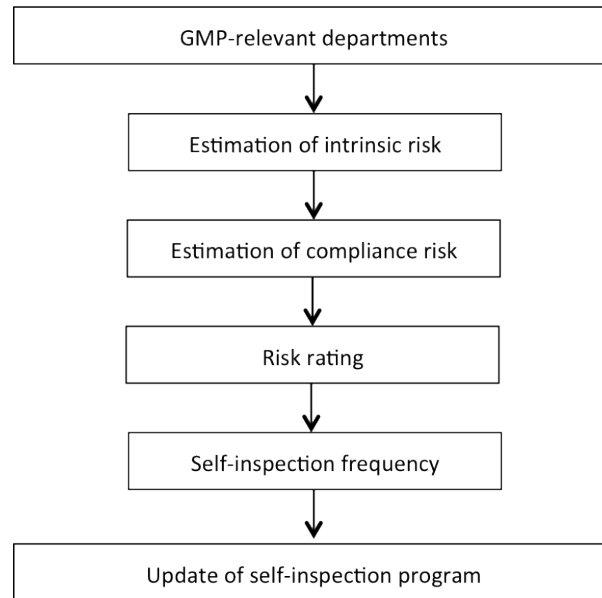 GMP-relevant departments
Estimation of intrinsic risk
Estimation of compliance risk
Risk rating
Self-inspection frequency
Update of self-inspection program